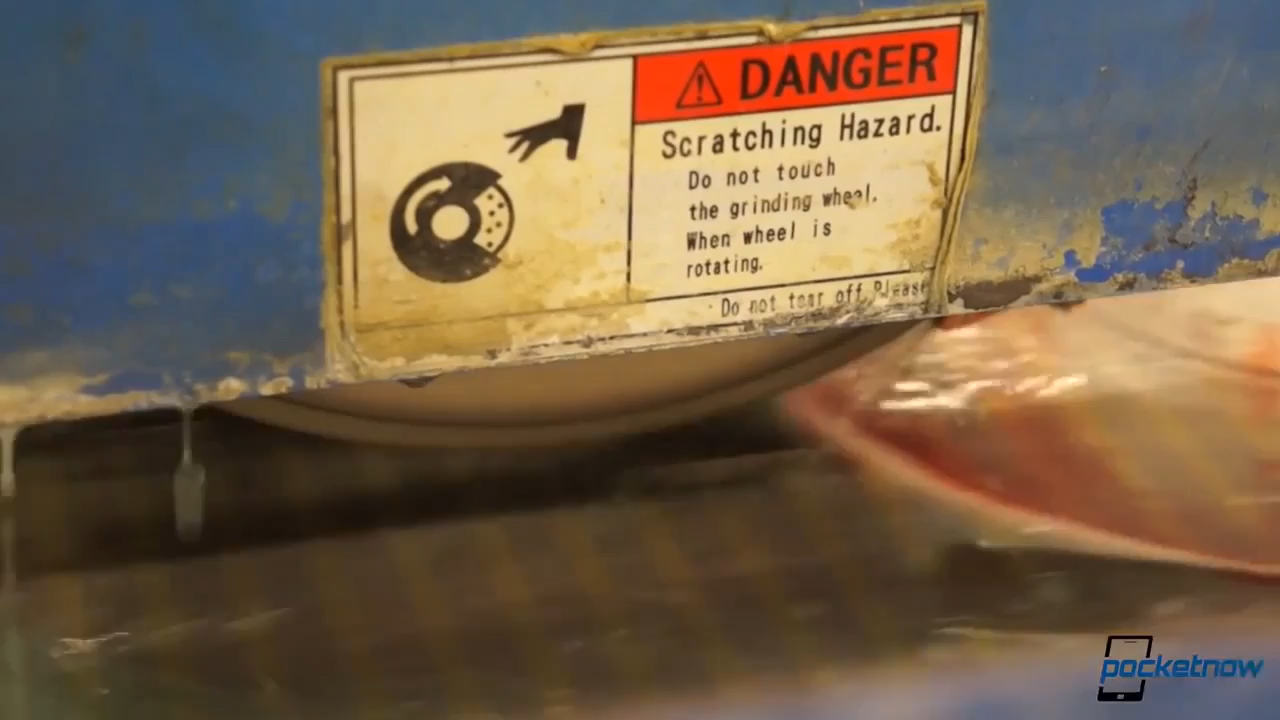 DANGER
Scratching Hazard.
Do not touch
the grinding wheel.
When wheel is
rotating.
· Do not tear off.Please
pocketnow